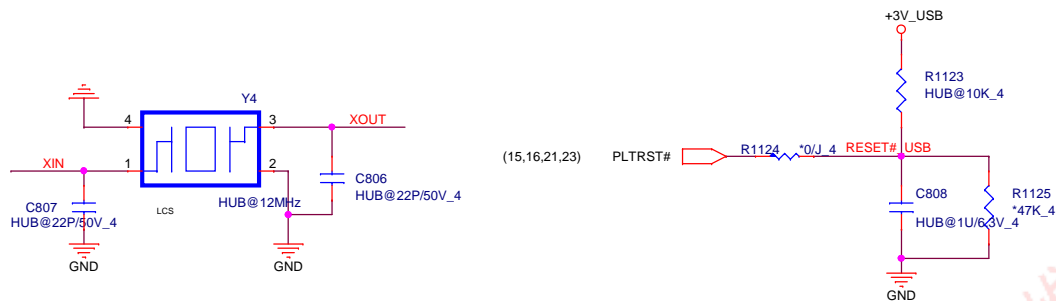 Y4
4
3
XOUT
XIN
1
2
C806
HUB@22P/50V_4
C807
HUB@22P/50V_4
LCS
HUB@12MHz
GND
GND
+3V_USB
R1123
HUB@10K_4
(15,16,21,23)
PLTRST#
R1124
*0/J_4
RESET#_USB
C808
HUB@1U/6.3V_4
R1125
*47K_4
GND